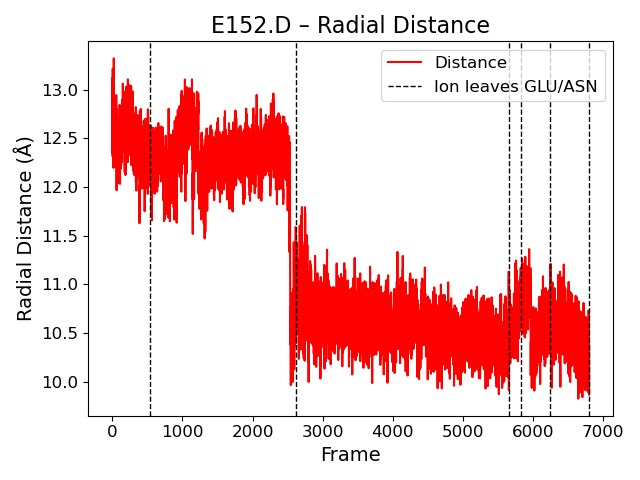 E152.D – Radial Distance
Distance
Ion leaves GLU/ASN
Radial Distance (Å)
13.0
12.5
12.0
11.5
11.0
10.5
10.0
0 1000 2000 3000 4000 5000 6000 7000
Frame